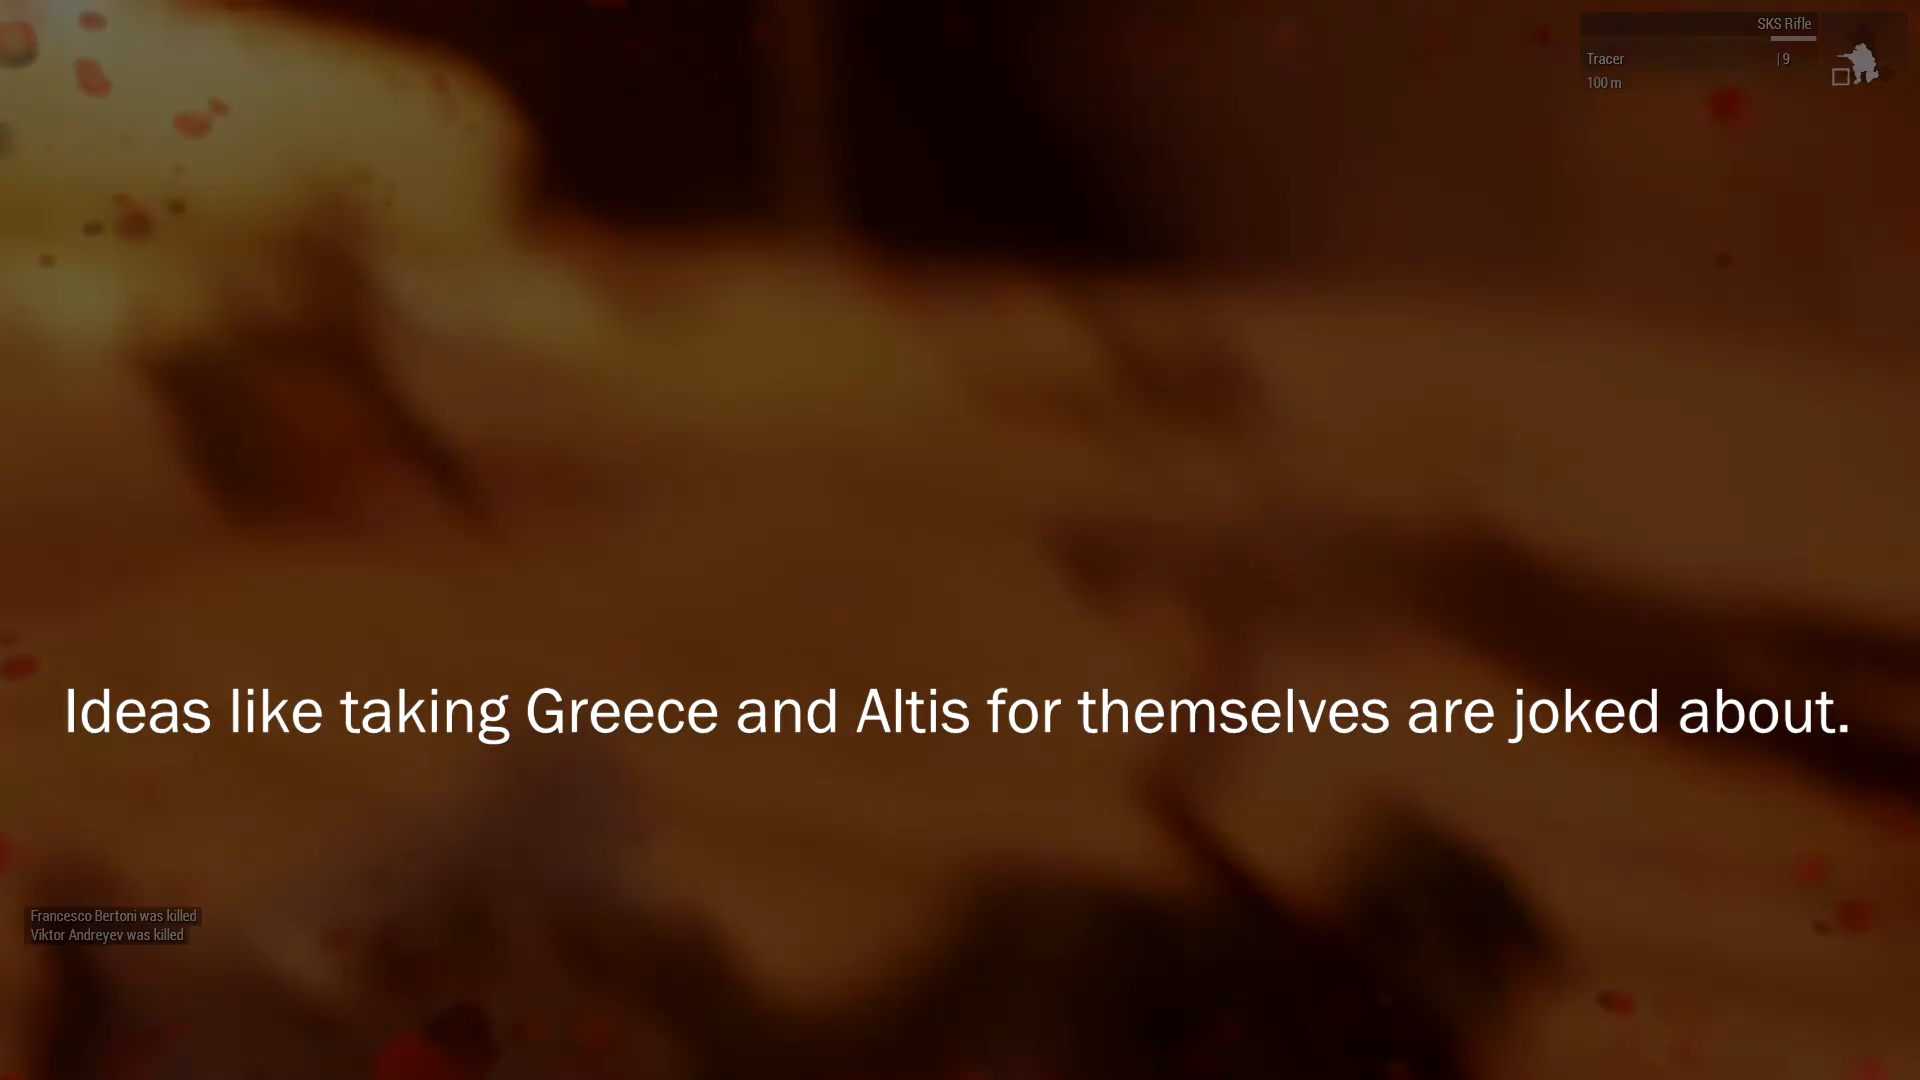 SKS Rifle
Tracer | 9
100 m
Ideas like taking Greece and Altis for themselves are joked about.
Francesco Bertoni was killed
Viktor Andreyev was killed